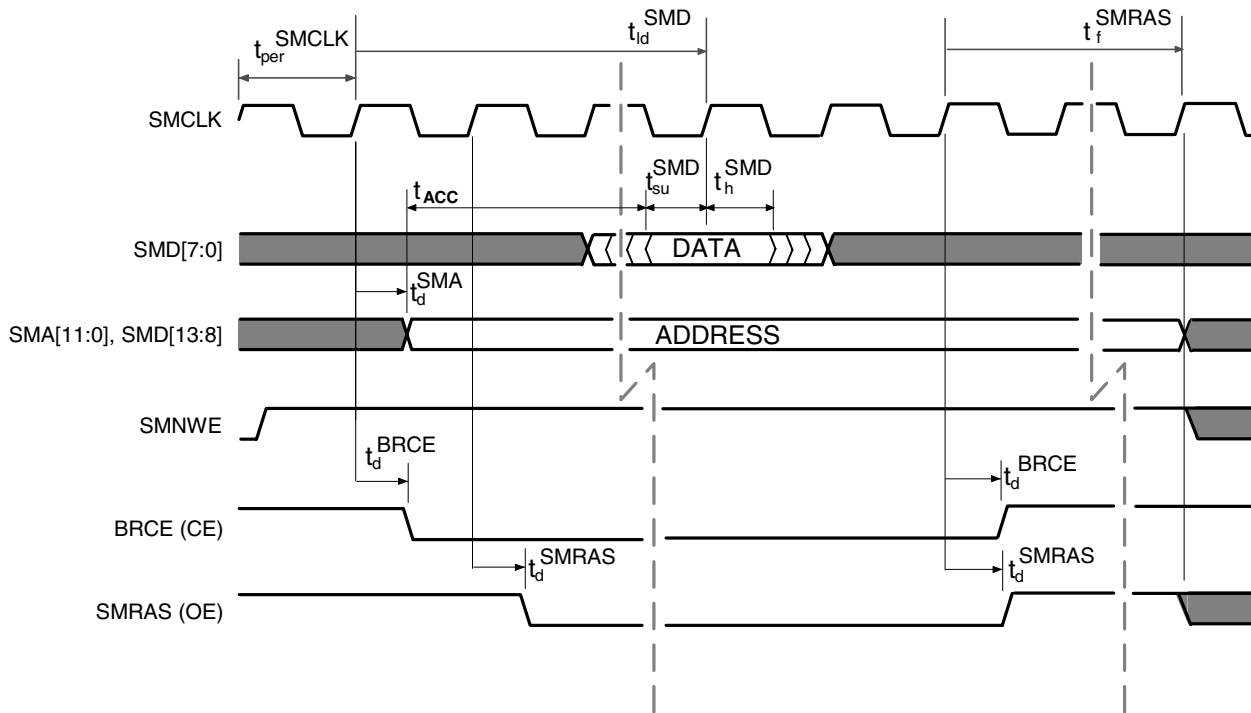 t_per^SMCLK
t_ld^SMD
t_f^SMRAS
SMCLK
t_ACC
t_su^SMD
t_h^SMD
SMD[7:0]
DATA
t_d^SMA
SMA[11:0], SMD[13:8]
ADDRESS
SMNWE
t_d^BRCE
t_d^BRCE
BRCE (CE)
t_d^SMRAS
t_d^SMRAS
SMRAS (OE)